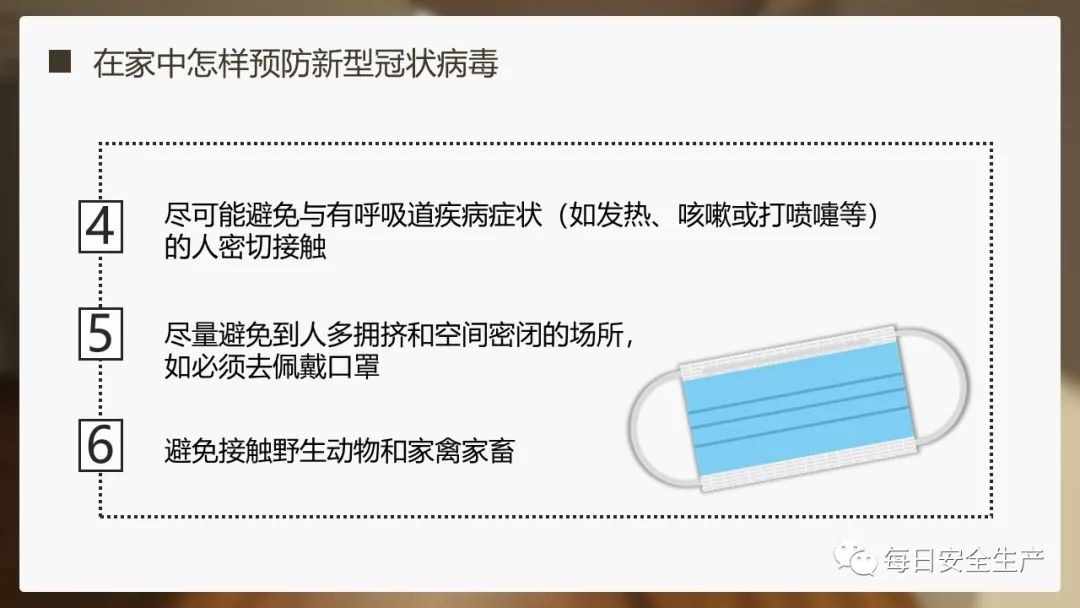 在家中怎样预防新型冠状病毒
4
尽可能避免与有呼吸道疾病症状（如发热、咳嗽或打喷嚏等）
的人密切接触
5
尽量避免到人多拥挤和空间密闭的场所，
如必须去佩戴口罩
6
避免接触野生动物和家禽家畜
每日安全生产